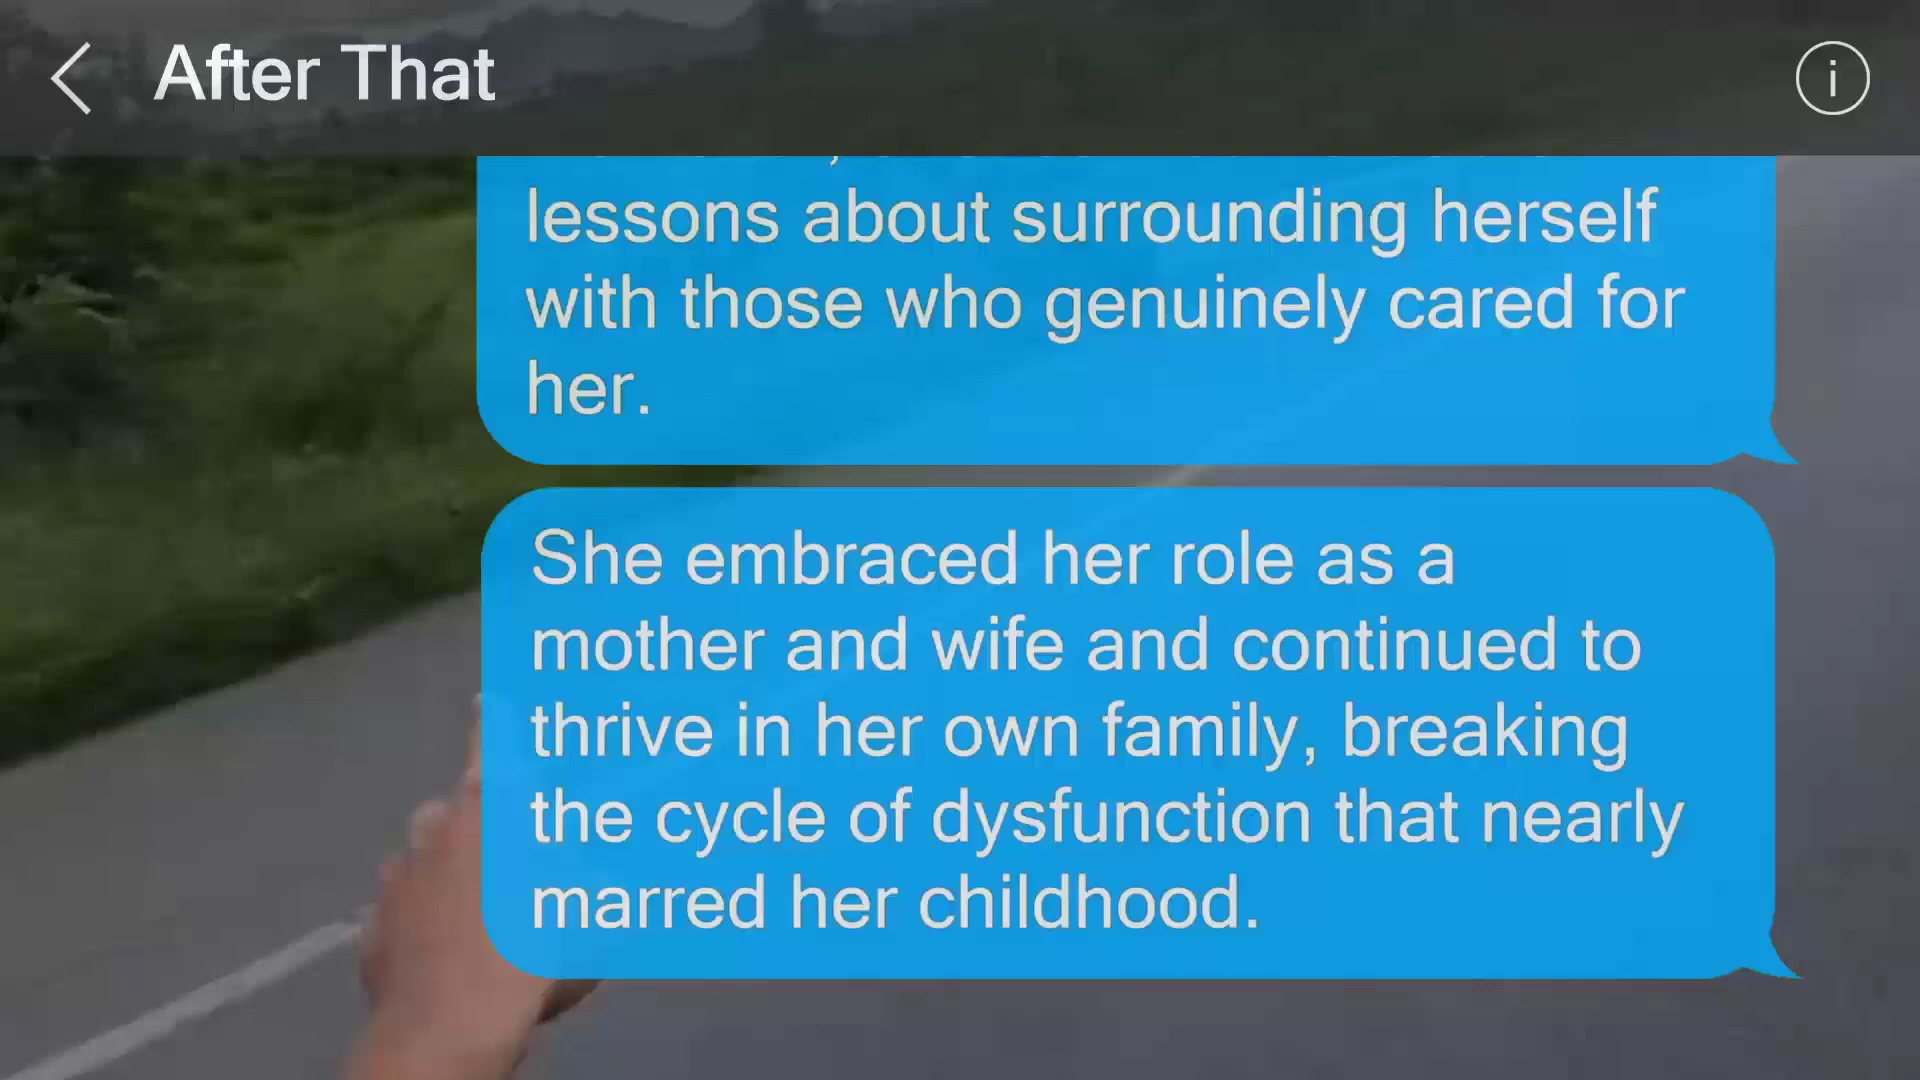 After That
lessons about surrounding herself
with those who genuinely cared for
her.
She embraced her role as a
mother and wife and continued to
thrive in her own family, breaking
the cycle of dysfunction that nearly
marred her childhood.